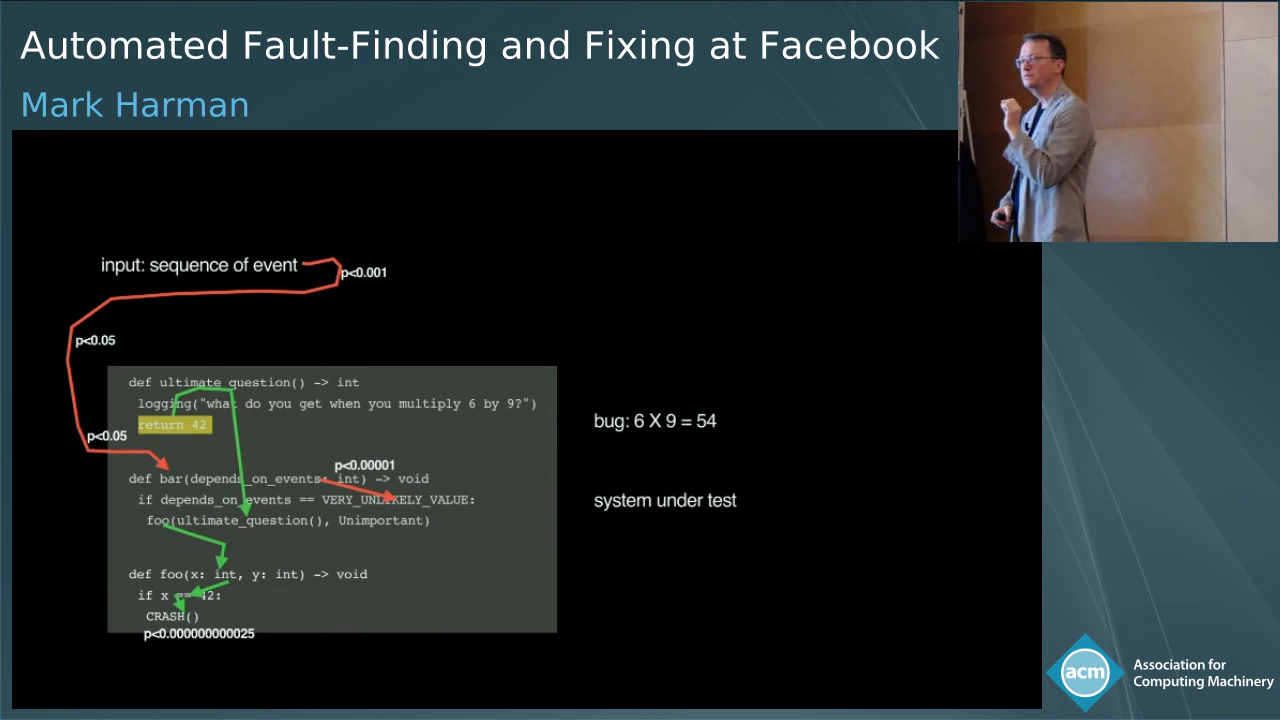 Automated Fault-Finding and Fixing at Facebook
Mark Harman
input: sequence of event
p<0.001
p<0.05
def ultimate_question() -> int
logging("what do you get when you multiply 6 by 9?")
return 42
bug: 6 X 9 = 54
p<0.05
p<0.00001
def bar(depends_on_events: int) -> void
if depends_on_events == VERY_UNLIKELY_VALUE:
system under test
foo(ultimate_question(), Unimportant)
def foo(x: int, y: int) -> void
if x == 42:
CRASH()
p<0.000000000025
acm
Association for
Computing Machinery